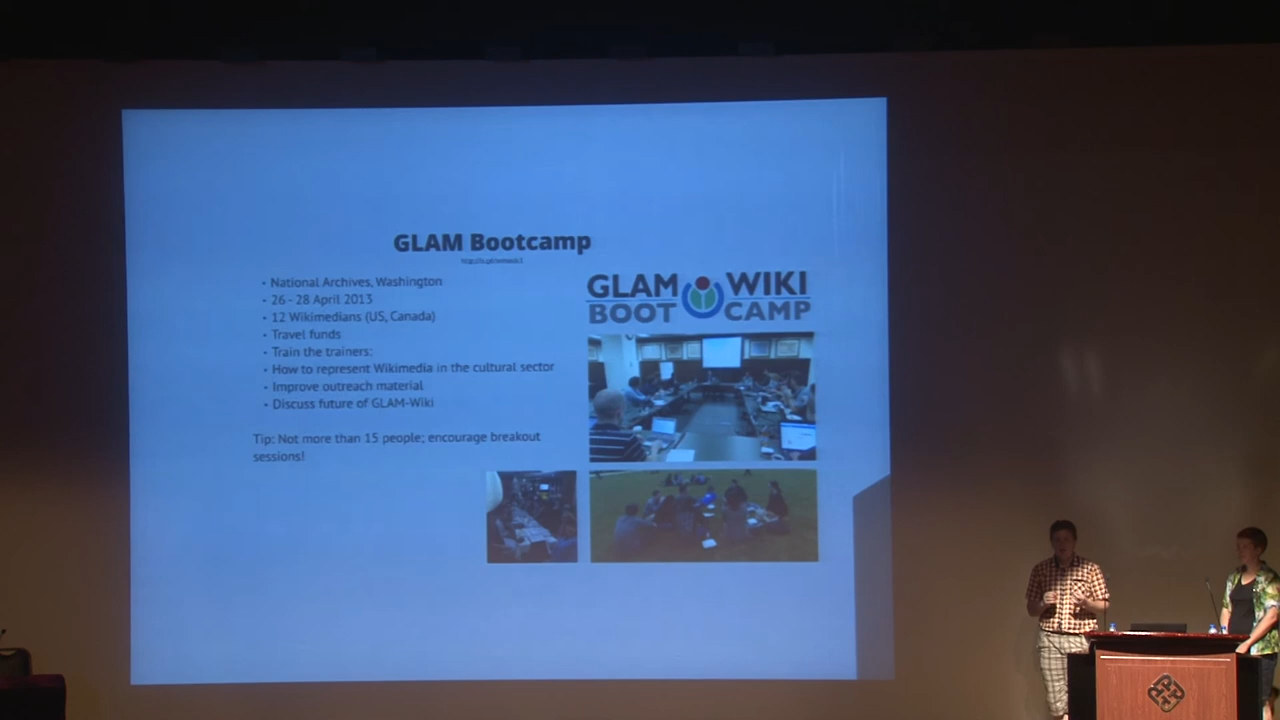 GLAM Bootcamp
• National Archives, Washington
• 26 - 28 April 2013
• 12 Wikimedians (US, Canada)
• Travel funds
• Train the trainers:
• How to represent Wikimedia in the cultural sector
• Improve outreach material
• Discuss future of GLAM-Wiki
Tip: Not more than 15 people; encourage breakout
sessions!
GLAM WIKI
BOOT CAMP